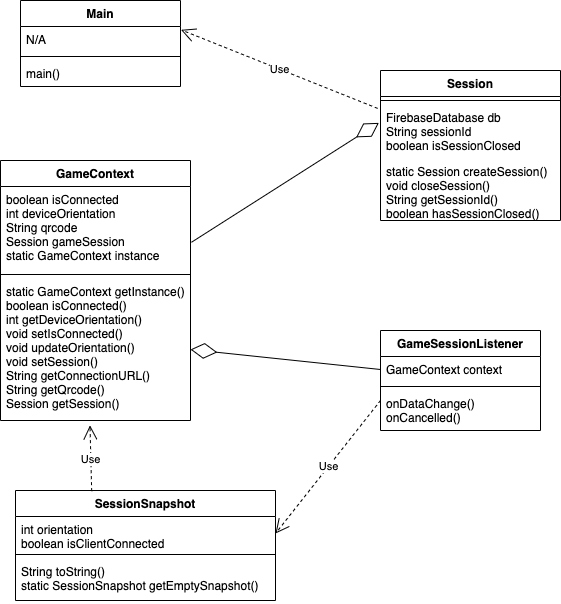 Main
N/A
main()
Use
Session
FirebaseDatabase db
String sessionId
boolean isSessionClosed
static Session createSession()
void closeSession()
String getSessionId()
boolean hasSessionClosed()
GameContext
boolean isConnected
int deviceOrientation
String qrcode
Session gameSession
static GameContext instance
static GameContext getInstance()
boolean isConnected()
int getDeviceOrientation()
void setIsConnected()
void updateOrientation()
void setSession()
String getConnectionURL()
String getQrcode()
Session getSession()
GameSessionListener
GameContext context
onDataChange()
onCancelled()
Use
Use
SessionSnapshot
int orientation
boolean isClientConnected
String toString()
static SessionSnapshot getEmptySnapshot()